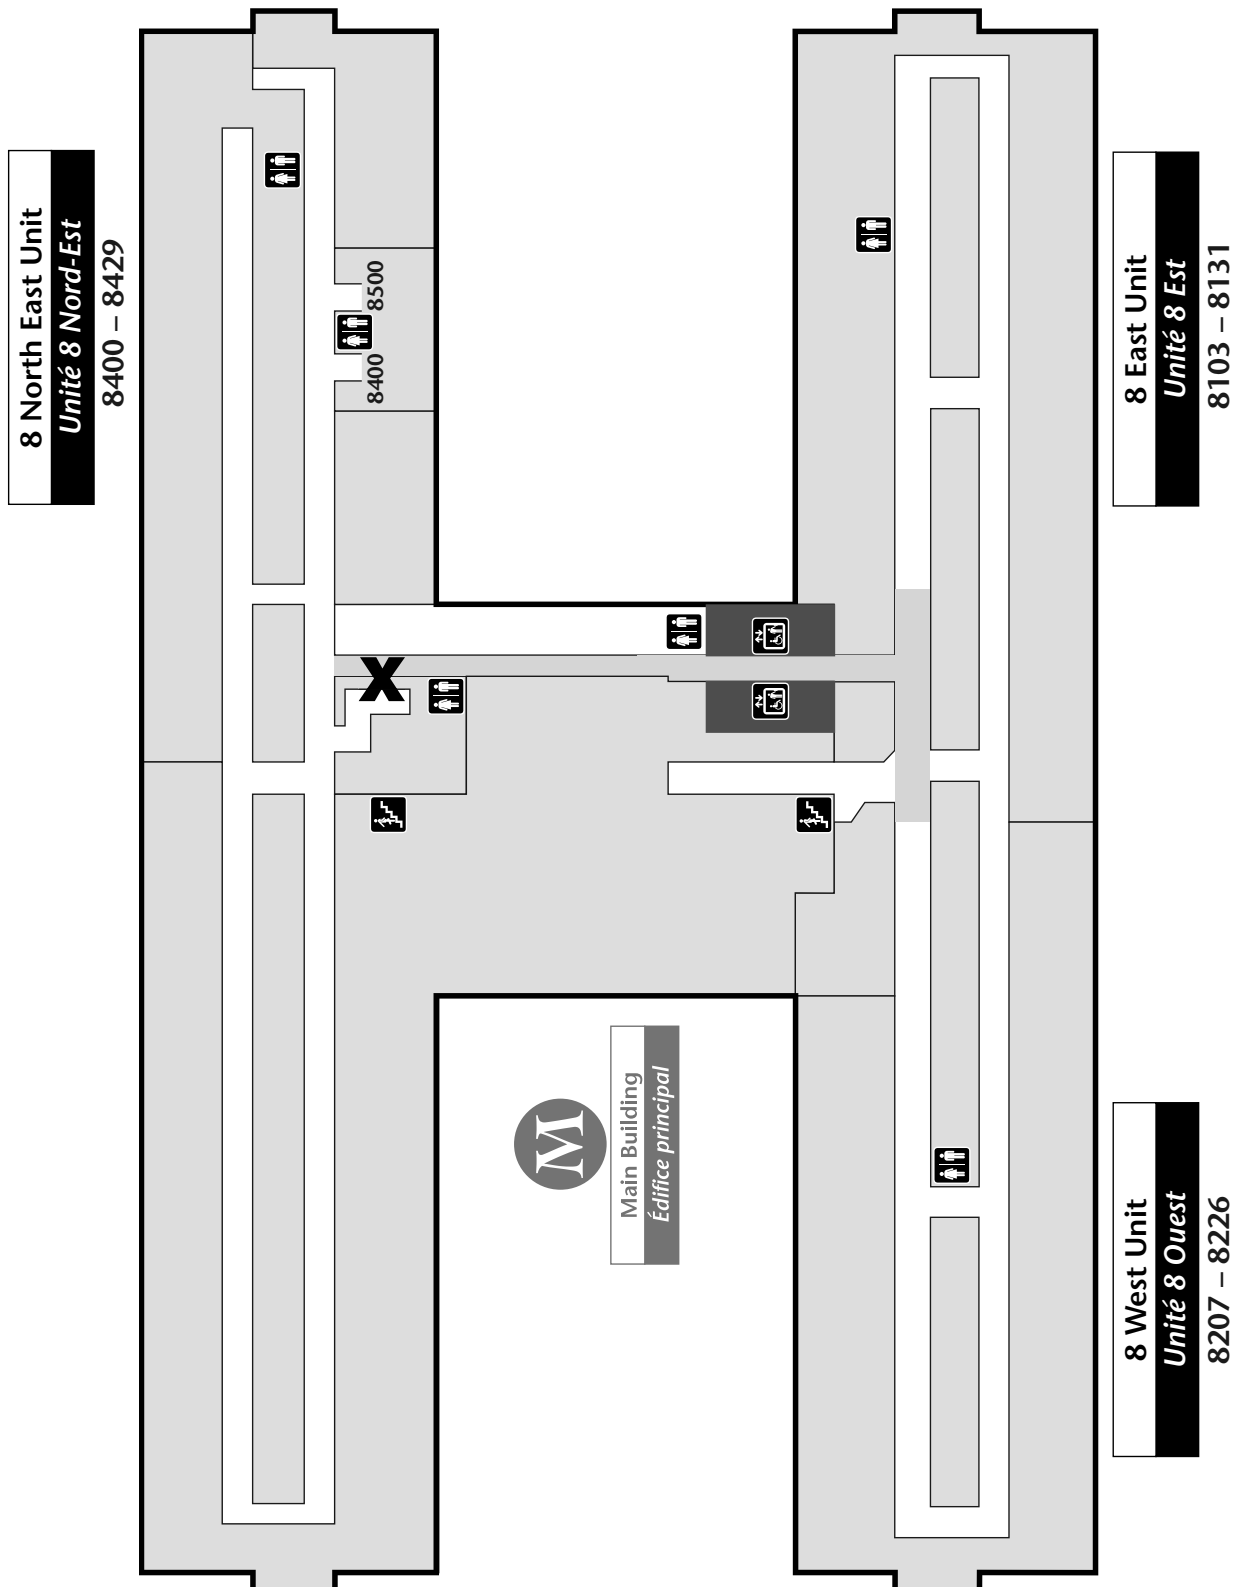 8 North East Unit
Unité 8 Nord-Est
8400 – 8429
8500
8400
8 East Unit
Unité 8 Est
8103 – 8131
X
M
Main Building
Édifice principal
8 West Unit
Unité 8 Ouest
8207 – 8226